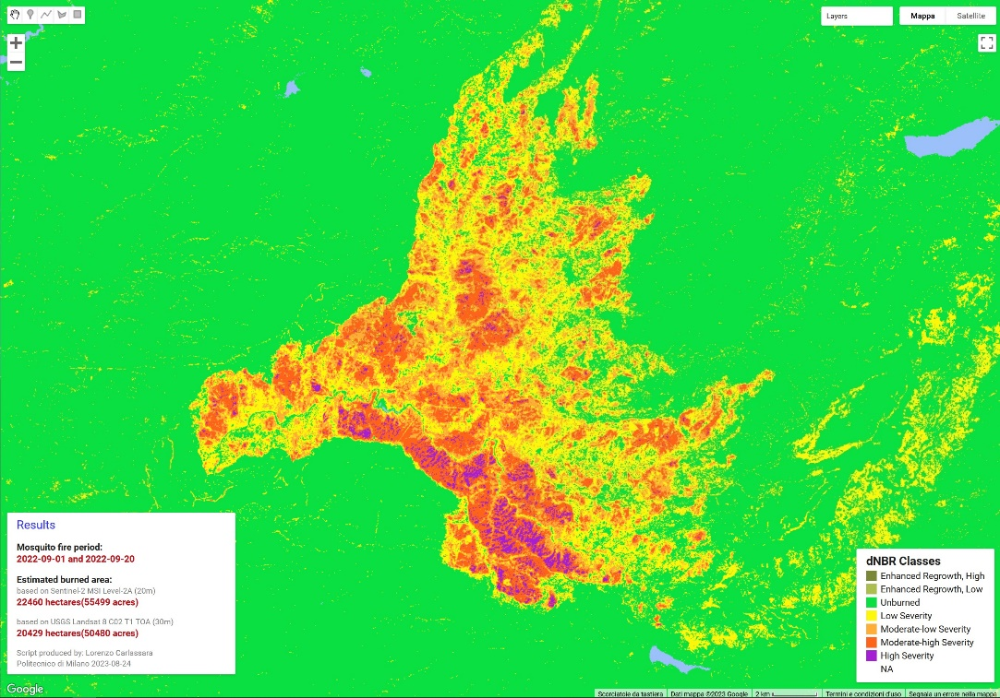 Layers
Mappa Satellite
Results
Mosquito fire period:
2022-09-01 and 2022-09-20
Estimated burned area:
based on Sentinel-2 MSI Level-2A (20m)
22460 hectares(55499 acres)
based on USGS Landsat 8 C02 T1 TOA (30m)
20429 hectares(50480 acres)
Script produced by: Lorenzo Carlassara
Politecnico di Milano 2023-08-24
dNBR Classes
Enhanced Regrowth, High
Enhanced Regrowth, Low
Unburned
Low Severity
Moderate-low Severity
Moderate-high Severity
High Severity
NA
Google
Scorciatoie da tastiera Dati mappa ©2023 Google 2 km Termini e condizioni d'uso Segnala un errore nella mappa